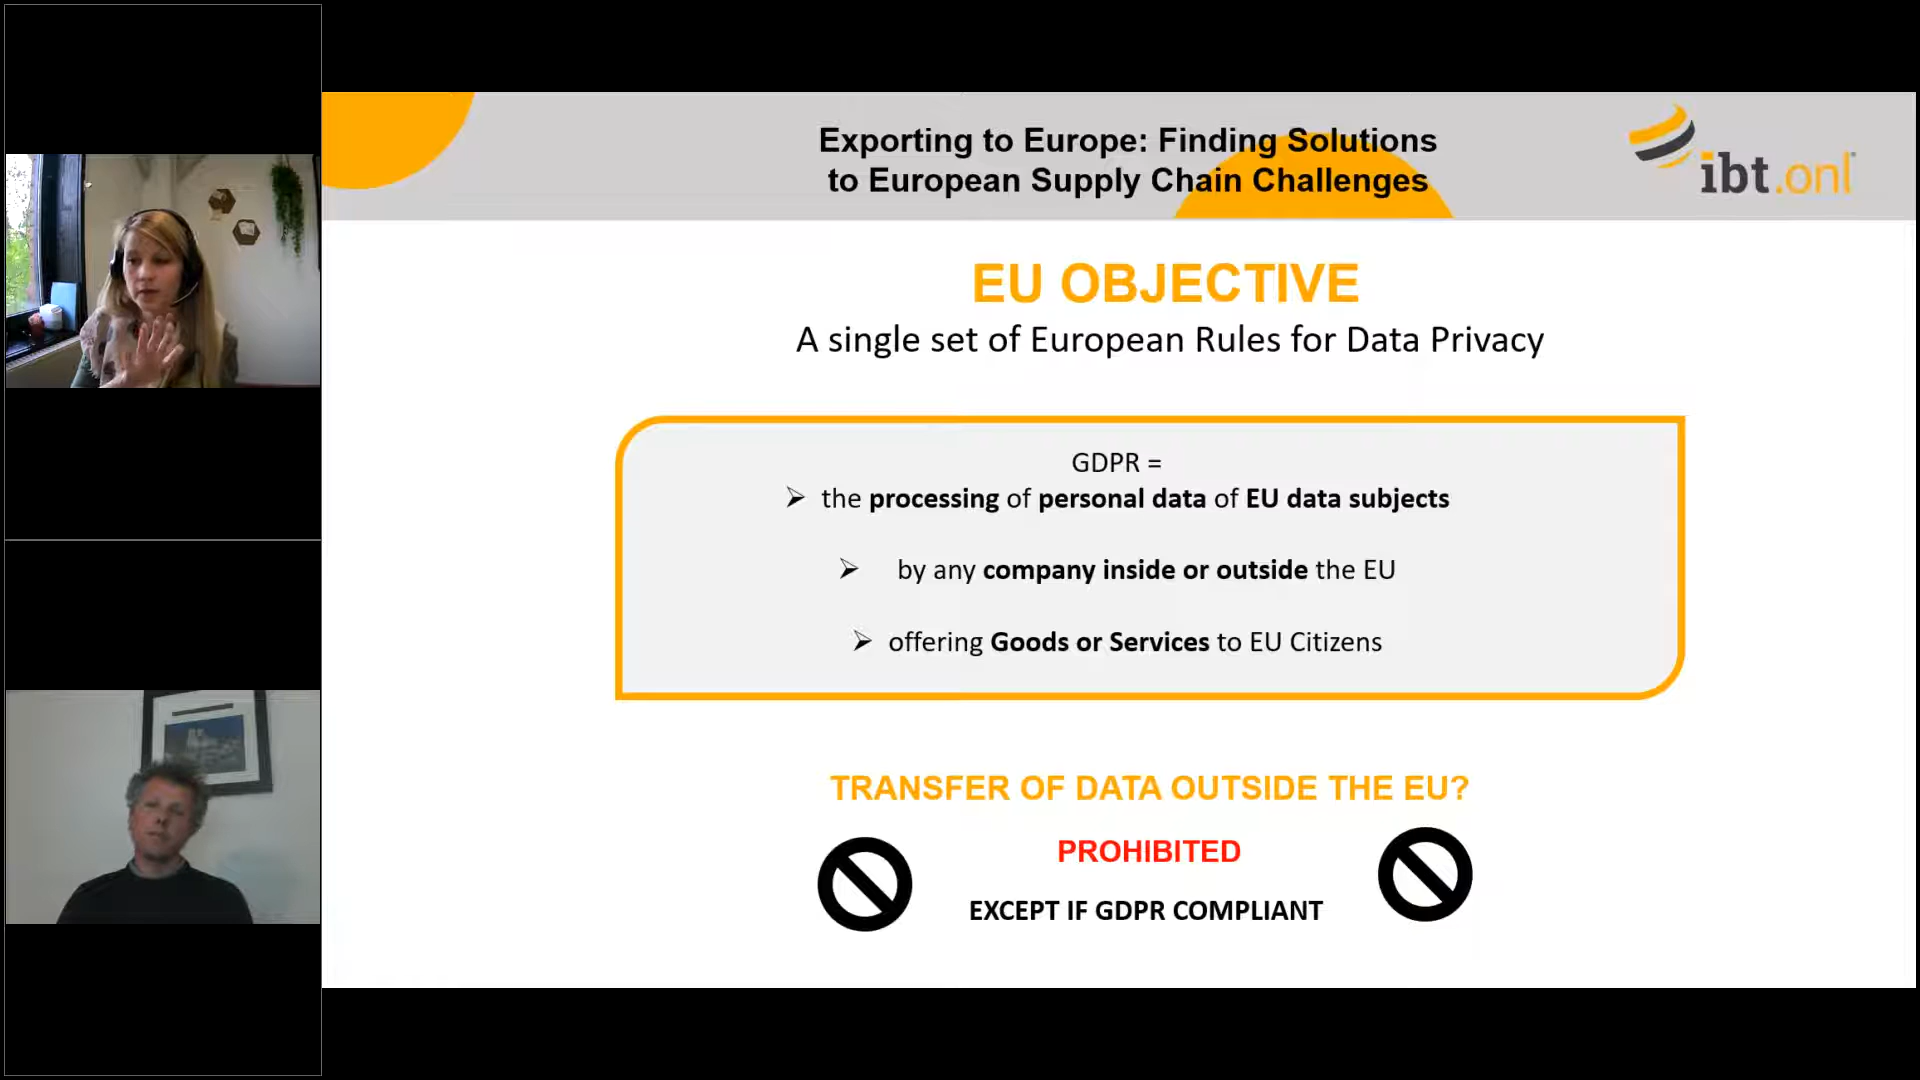 Exporting to Europe: Finding Solutions
to European Supply Chain Challenges
ibt.onl
EU OBJECTIVE
A single set of European Rules for Data Privacy
GDPR =
➢ the processing of personal data of EU data subjects
➢ by any company inside or outside the EU
➢ offering Goods or Services to EU Citizens
TRANSFER OF DATA OUTSIDE THE EU?
PROHIBITED
EXCEPT IF GDPR COMPLIANT